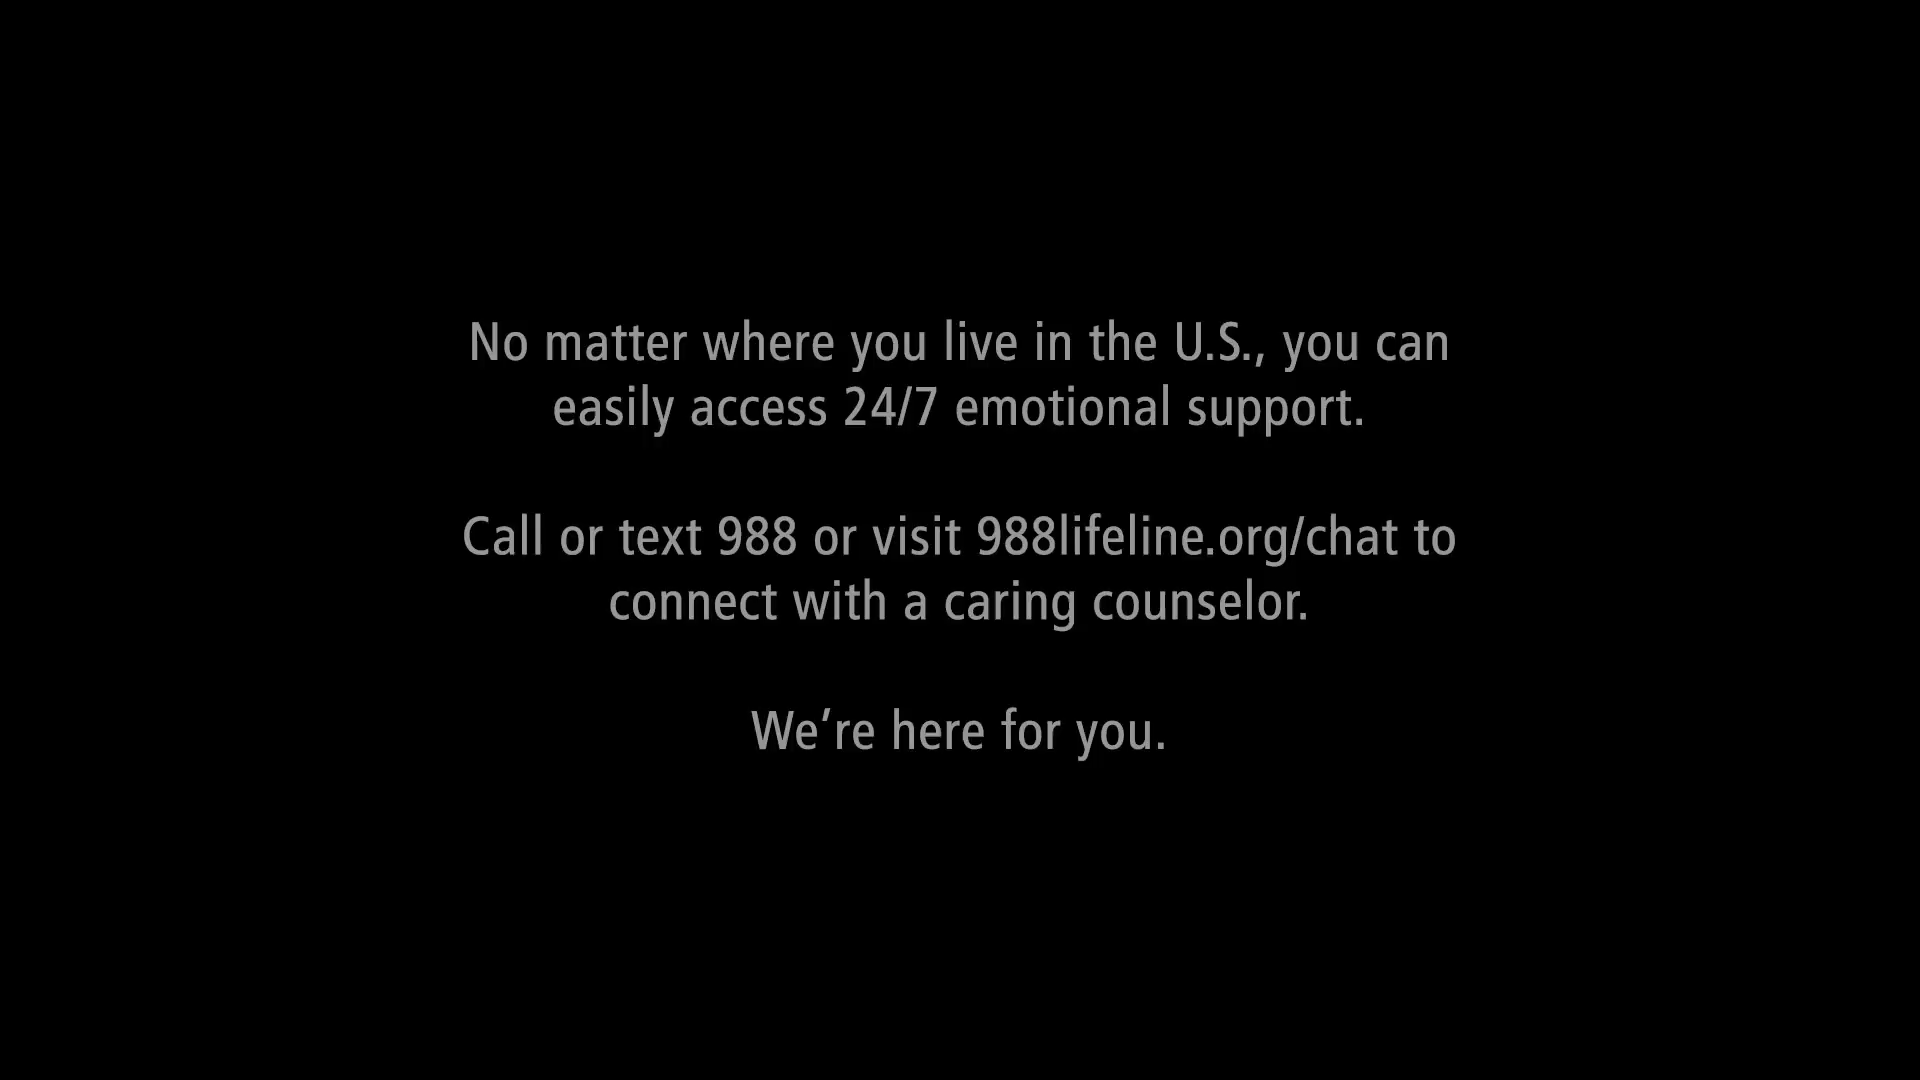 No matter where you live in the U.S., you can
easily access 24/7 emotional support.
Call or text 988 or visit 988lifeline.org/chat to
connect with a caring counselor.
We’re here for you.